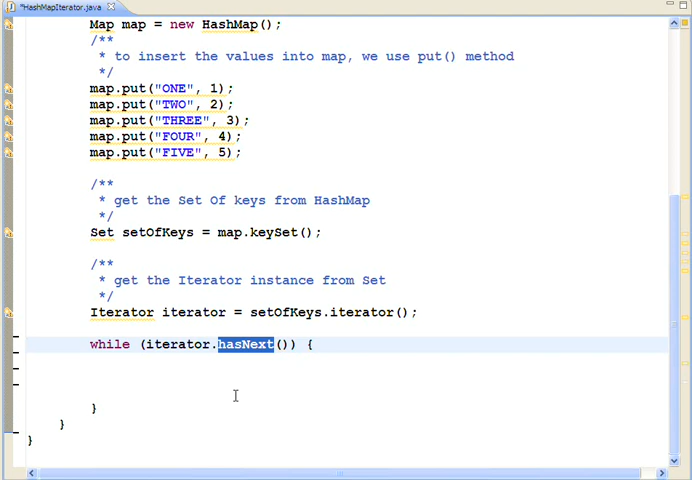 *HashMapIterator.java
Map map = new HashMap();
/**
* to insert the values into map, we use put() method
*/
map.put("ONE", 1);
map.put("TWO", 2);
map.put("THREE", 3);
map.put("FOUR", 4);
map.put("FIVE", 5);
/**
* get the Set Of keys from HashMap
*/
Set setOfKeys = map.keySet();
/**
* get the Iterator instance from Set
*/
Iterator iterator = setOfKeys.iterator();
while (iterator.hasNext()) {
}
}
}